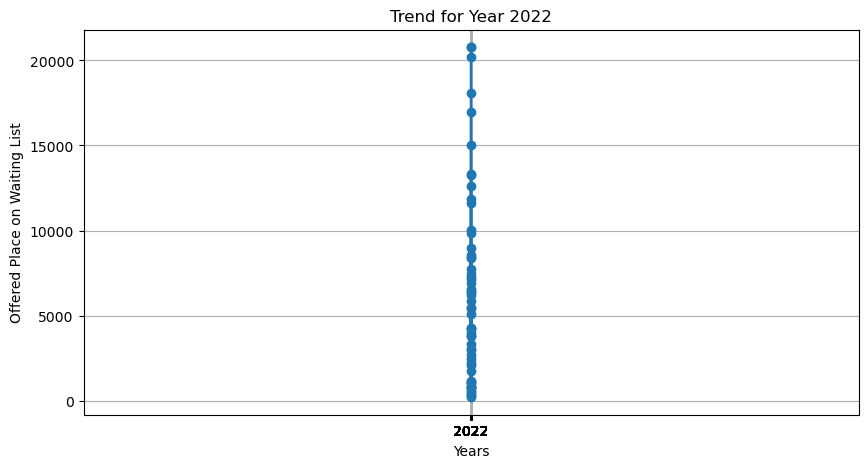 Trend for Year 2022
Offered Place on Waiting List
20000
15000
10000
5000
0
2022
Years